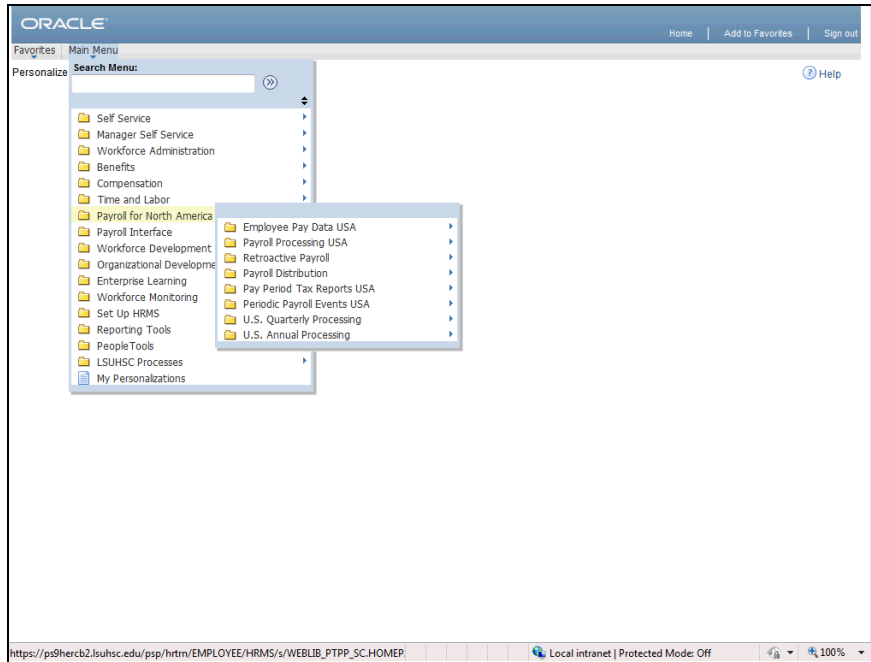 ORACLE
Home | Add to Favorites | Sign out
Favorites Main Menu
Personalize
Search Menu:
Help
Self Service
Manager Self Service
Workforce Administration
Benefits
Compensation
Time and Labor
Payroll for North America
Payroll Interface
Workforce Development
Organizational Developme
Enterprise Learning
Workforce Monitoring
Set Up HRMS
Reporting Tools
PeopleTools
LSUHSC Processes
My Personalizations
Employee Pay Data USA
Payroll Processing USA
Retroactive Payroll
Payroll Distribution
Pay Period Tax Reports USA
Periodic Payroll Events USA
U.S. Quarterly Processing
U.S. Annual Processing
https://ps9hercb2.lsuhsc.edu/psp/hrtrn/EMPLOYEE/HRMS/s/WEBLIB_PTPP_SC.HOMEP
Local intranet | Protected Mode: Off
100%